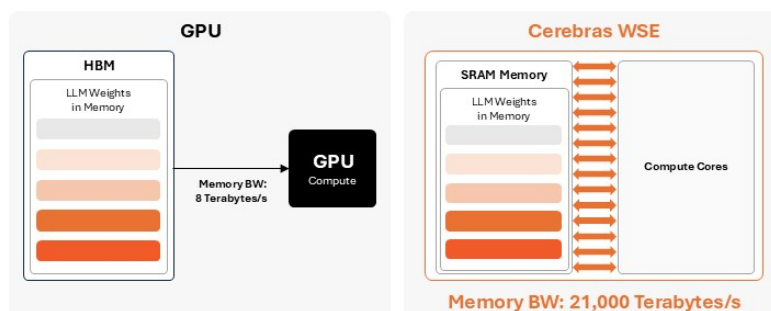 GPU
HBM
LLM Weights
in Memory
Memory BW:
8 Terabytes/s
GPU
Compute
Cerebras WSE
SRAM Memory
LLM Weights
in Memory
Compute Cores
Memory BW: 21,000 Terabytes/s